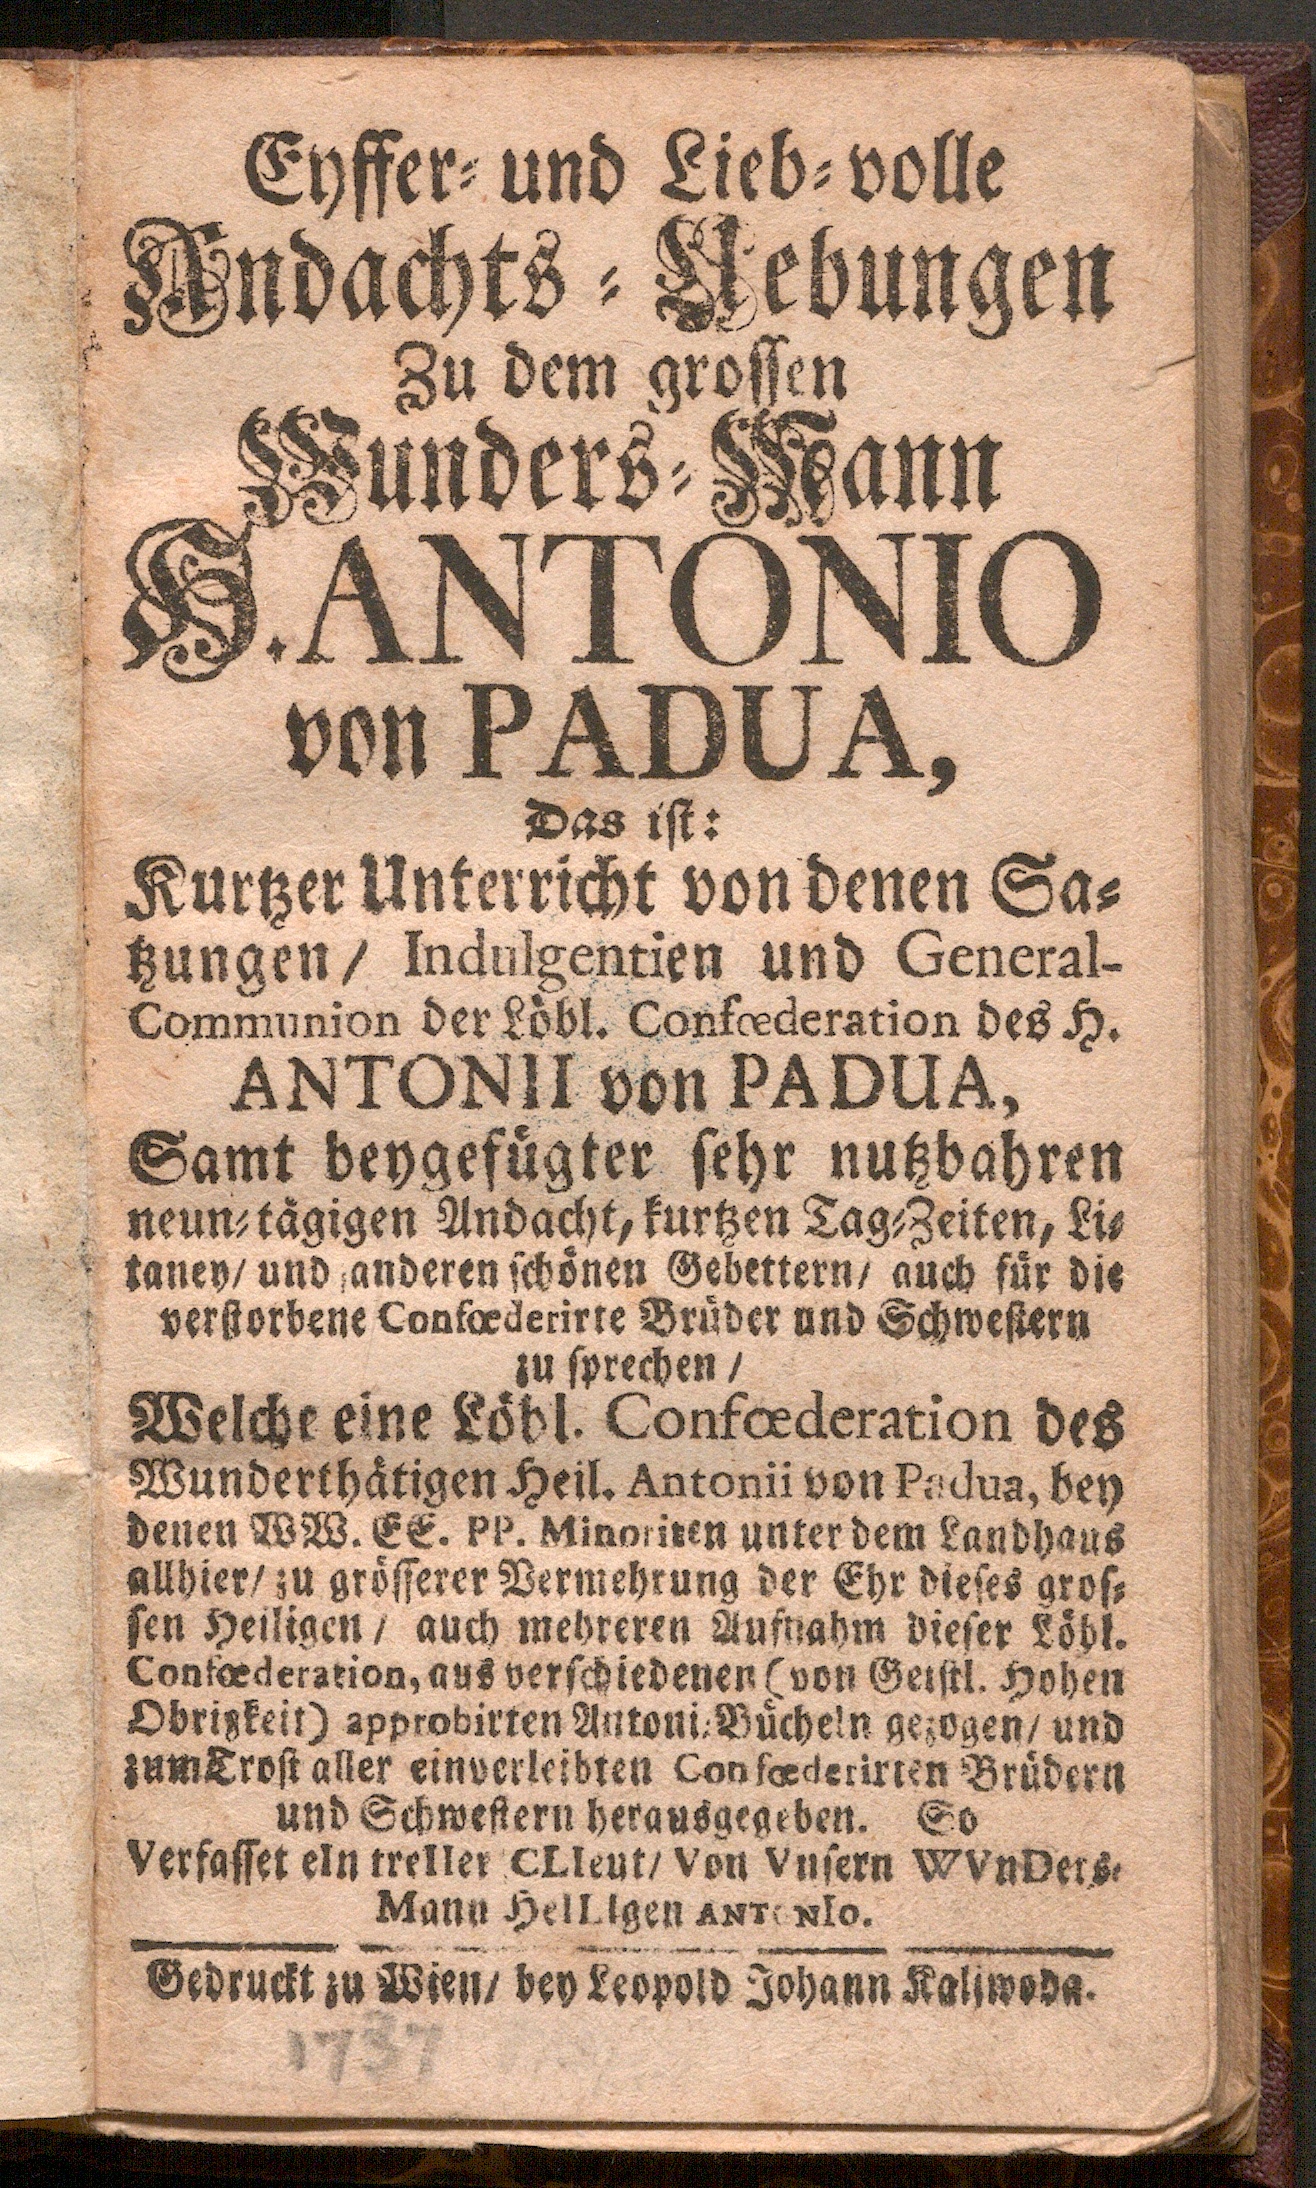 Eyffer- und Lieb-volle
Andachts-Uebungen
Zu dem grossen
Wunders-Mann
H. ANTONIO
von PADUA,
Das ist:
Kurtzer Unterricht von denen Sa-
tzungen/ Indulgentien und General-
Communion der Löbl. Confœderation des H.
ANTONII von PADUA,
Samt beygefügter sehr nutzbahren
neun-tägigen Andacht, kurtzen Tag-Zeiten, Li-
taney/ und anderen schönen Gebettern/ auch für die
verstorbene Confœderirte Brüder und Schwestern
zu sprechen/
Welche eine Löbl. Confœderation des
Wunderthätigen Heil. Antonii von Padua, bey
denen WW. EE. PP. Minoriten unter dem Landhaus
allhier/ zu grösserer Vermehrung der Ehr dieses gros-
sen Heiligen/ auch mehreren Aufnahm dieser Löbl.
Confœderation, aus verschiedenen (von Geistl. Hohen
Obrigkeit) approbirten Antoni-Bücheln gezogen/ und
zum Trost aller einverleibten Confœderirten Brüdern
und Schwestern herausgegeben. So
Verfasset eIn treIIer CLIent/ Von Vnsern WVnDers-
Mann HeILIgen ANTONIo.
Gedruckt zu Wien/ bey Leopold Johann Kaliwoda.
1737